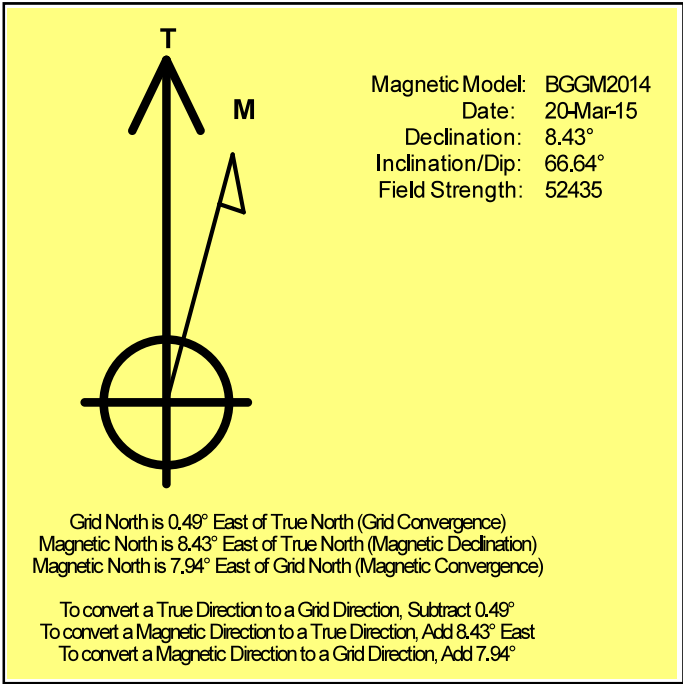 T
M
Magnetic Model: BGGM2014
Date: 20-Mar-15
Declination: 8.43°
Inclination/Dip: 66.64°
Field Strength: 52435
Grid North is 0.49° East of True North (Grid Convergence)
Magnetic North is 8.43° East of True North (Magnetic Declination)
Magnetic North is 7.94° East of Grid North (Magnetic Convergence)
To convert a True Direction to a Grid Direction, Subtract 0.49°
To convert a Magnetic Direction to a True Direction, Add 8.43° East
To convert a Magnetic Direction to a Grid Direction, Add 7.94°